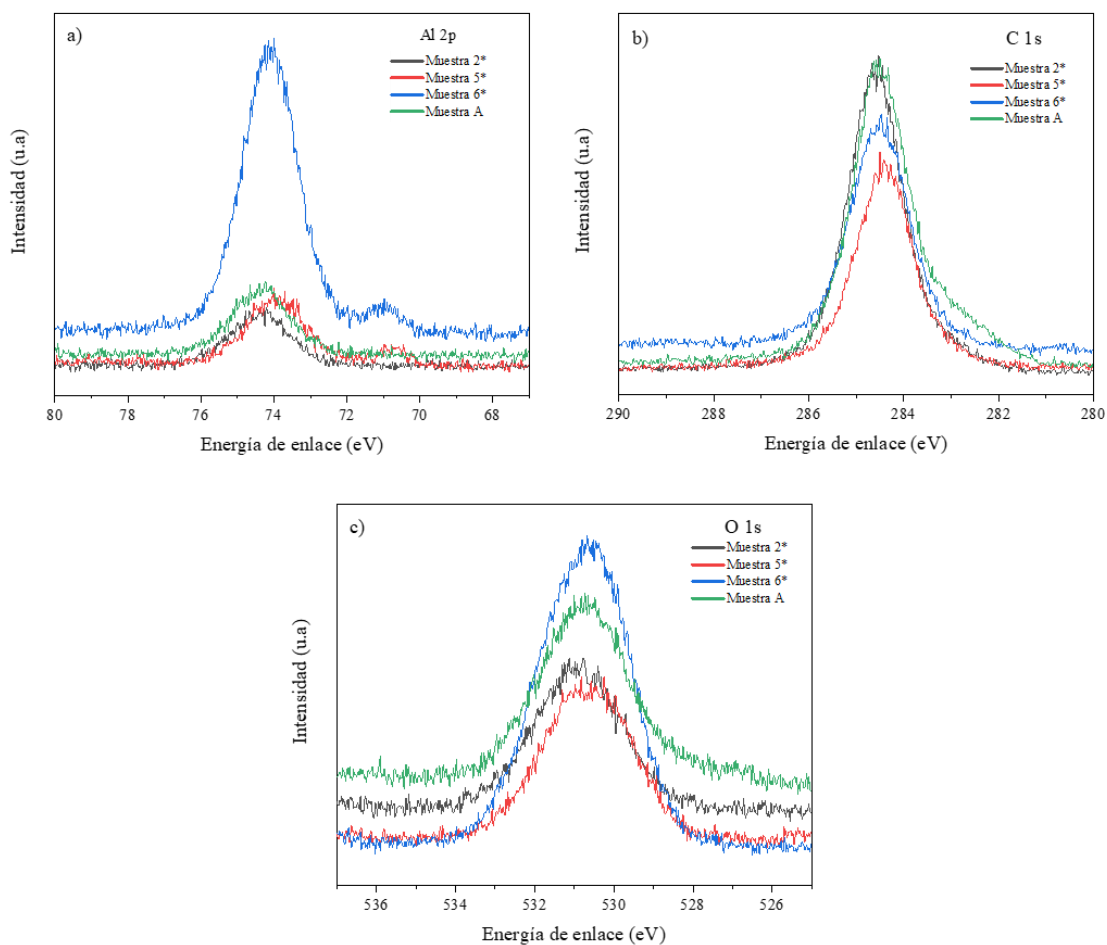 a)
Al 2p
Muestra 2*
Muestra 5*
Muestra 6*
Muestra A
Intensidad (u.a)
80 78 76 74 72 70 68
Energía de enlace (eV)
b)
C 1s
Muestra 2*
Muestra 5*
Muestra 6*
Muestra A
Intensidad (u.a)
290 288 286 284 282 280
Energía de enlace (eV)
c)
O 1s
Muestra 2*
Muestra 5*
Muestra 6*
Muestra A
Intensidad (u.a)
536 534 532 530 528 526
Energía de enlace (eV)